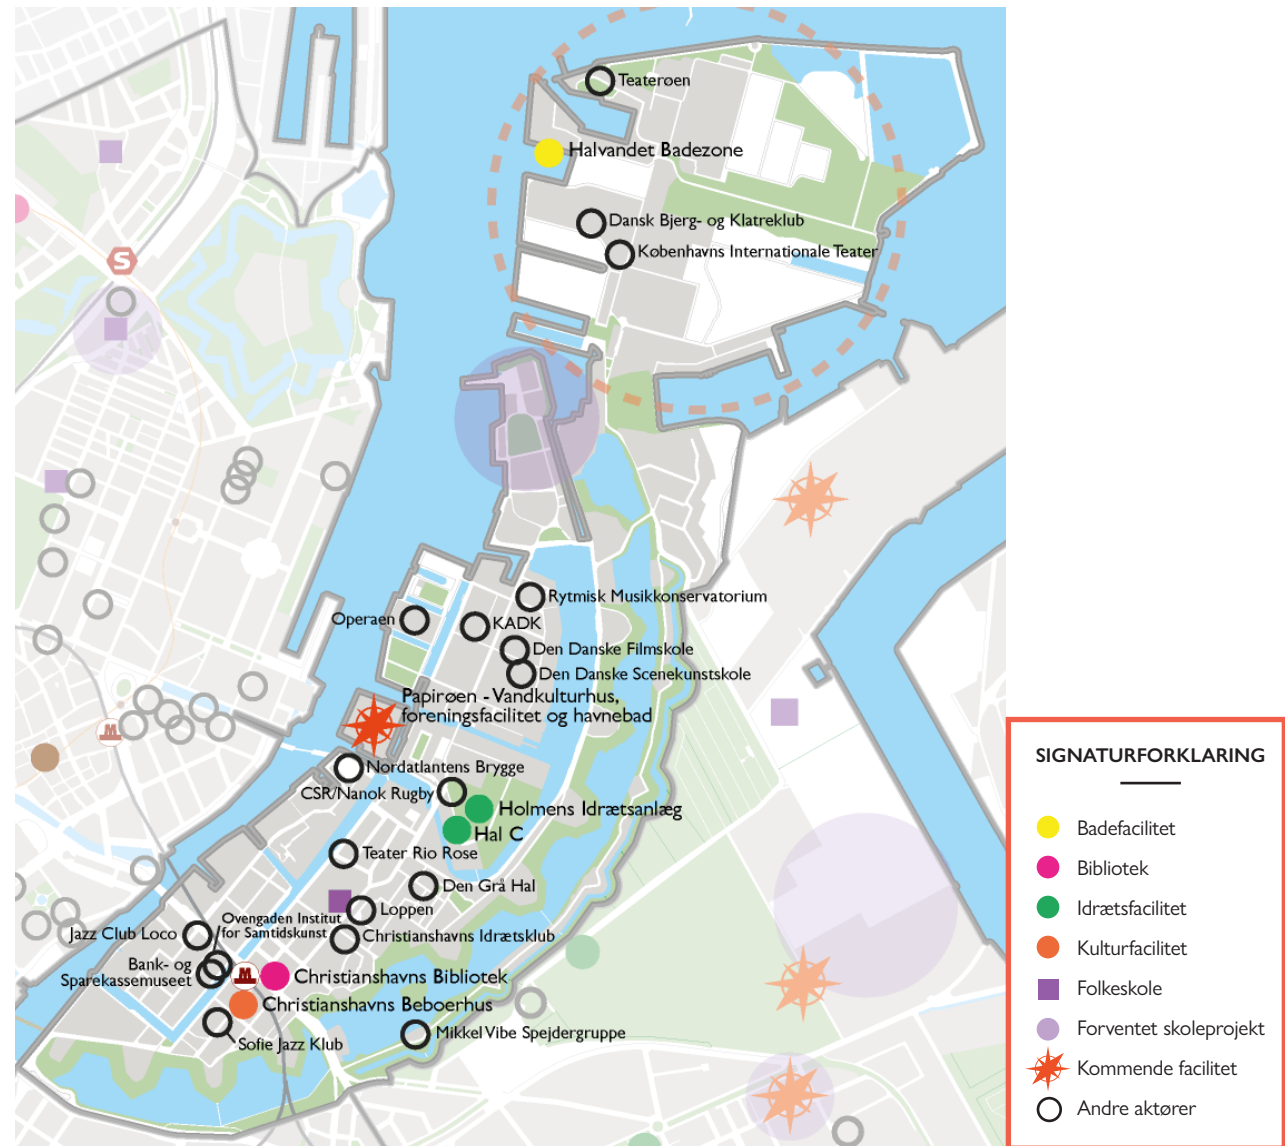 Teaterøen
Halvandet Badezone
Dansk Bjerg- og Klatreklub
Københavns Internationale Teater
S
Rytmisk Musikkonservatorium
Operaen
KADK
Den Danske Filmskole
Den Danske Scenekunstskole
Papirøen - Vandkulturhus,
foreningsfacilitet og havnebad
Nordatlantens Brygge
CSR/Nanok Rugby
Holmens Idrætsanlæg
Hal C
Teater Rio Rose
Den Grå Hal
Loppen
Ovengaden Institut
for Samtidskunst
Jazz Club Loco
Christianshavns Idrætsklub
Bank- og
Sparekassemuseet
Christianshavns Bibliotek
Christianshavns Beboerhus
Sofie Jazz Klub
Mikkel Vibe Spejdergruppe
SIGNATURFORKLARING
Badefacilitet
Bibliotek
Idrætsfacilitet
Kulturfacilitet
Folkeskole
Forventet skoleprojekt
Kommende facilitet
Andre aktører